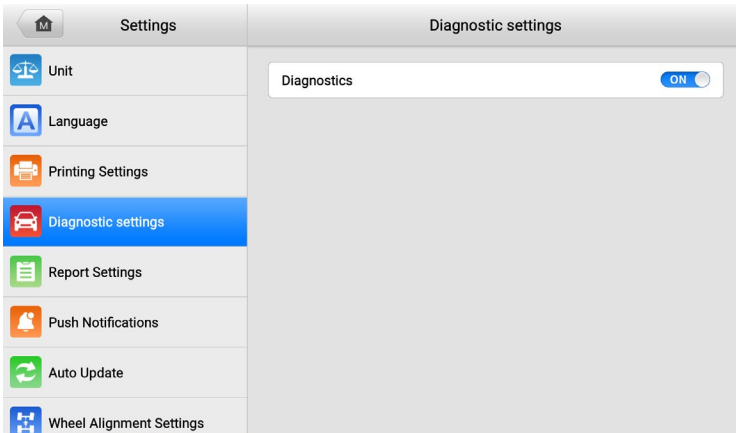 M
Settings
Diagnostic settings
Unit
Diagnostics
ON
A
Language
Printing Settings
Diagnostic settings
Report Settings
Push Notifications
Auto Update
Wheel Alignment Settings